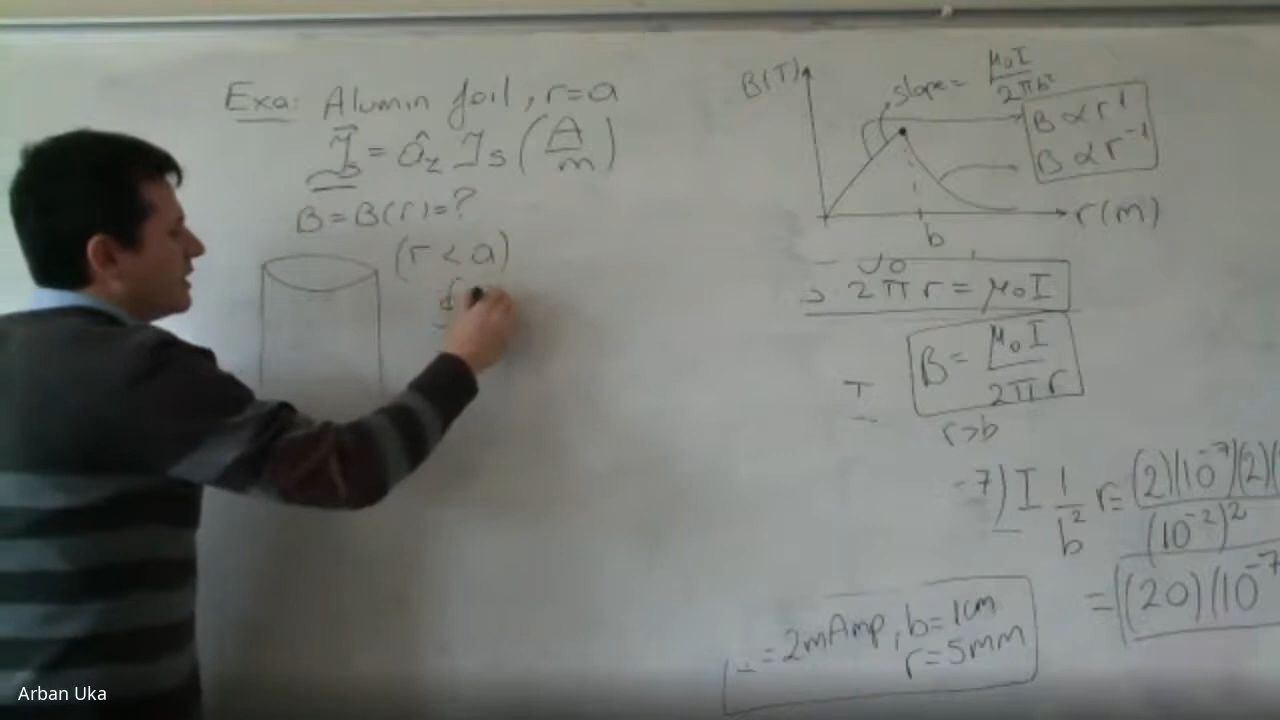 Exa: Alumin foil, r=a
J⃗s = âz Js (A/m)
B = B(r) = ?
(r < a)
B(T)
slope = μ₀I/2πb²
B ∝ r¹
B ∝ r⁻¹
r(m)
b
2πr = μ₀I
B = μ₀I/2πr
r>b
-7) I 1/b² r = (2)(10⁻⁷)(2)(
(10⁻²)²
= (20)(10⁻⁷
= 2mAmp, b = 1cm
r = 5mm
Arban Uka